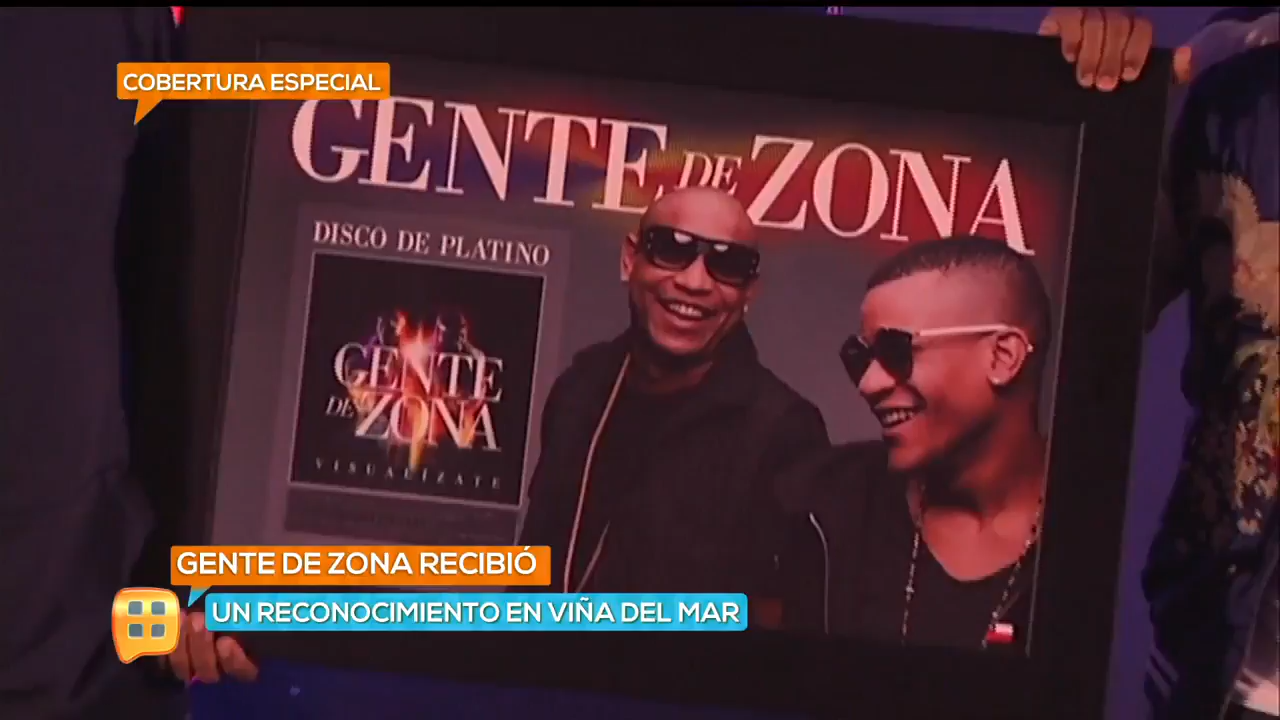 COBERTURA ESPECIAL
GENTE DE ZONA
DISCO DE PLATINO
GENTE
DE ZONA
VISUALÍZATE
GENTE DE ZONA RECIBIÓ
UN RECONOCIMIENTO EN VIÑA DEL MAR